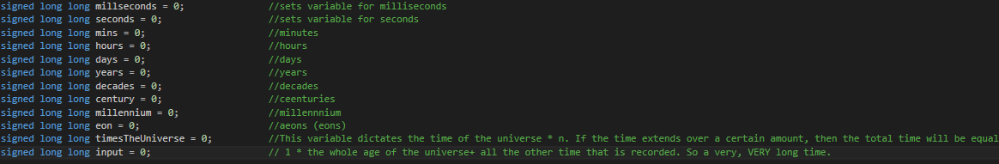 signed long long millseconds = 0; //sets variable for milliseconds
signed long long seconds = 0; //sets variable for seconds
signed long long mins = 0; //minutes
signed long long hours = 0; //hours
signed long long days = 0; //days
signed long long years = 0; //years
signed long long decades = 0; //decades
signed long long century = 0; //ceenturies
signed long long millennium = 0; //millennnium
signed long long eon = 0; //aeons (eons)
signed long long timesTheUniverse = 0; //This variable dictates the time of the universe * n. If the time extends over a certain amount, then the total time will be equal
signed long long input = 0; // 1 * the whole age of the universe+ all the other time that is recorded. So a very, VERY long time.